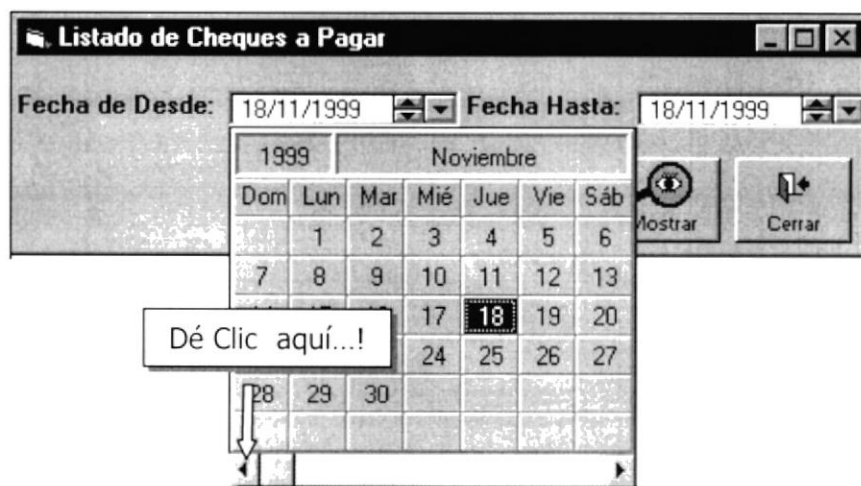 Listado de Cheques a Pagar
Fecha de Desde: 18/11/1999 Fecha Hasta: 18/11/1999
1999 Noviembre
Dom Lun Mar Mié Jue Vie Sáb
Mostrar Cerrar
1 2 3 4 5 6
7 8 9 10 11 12 13
17 18 19 20
Dé Clic aquí...!
24 25 26 27
28 29 30